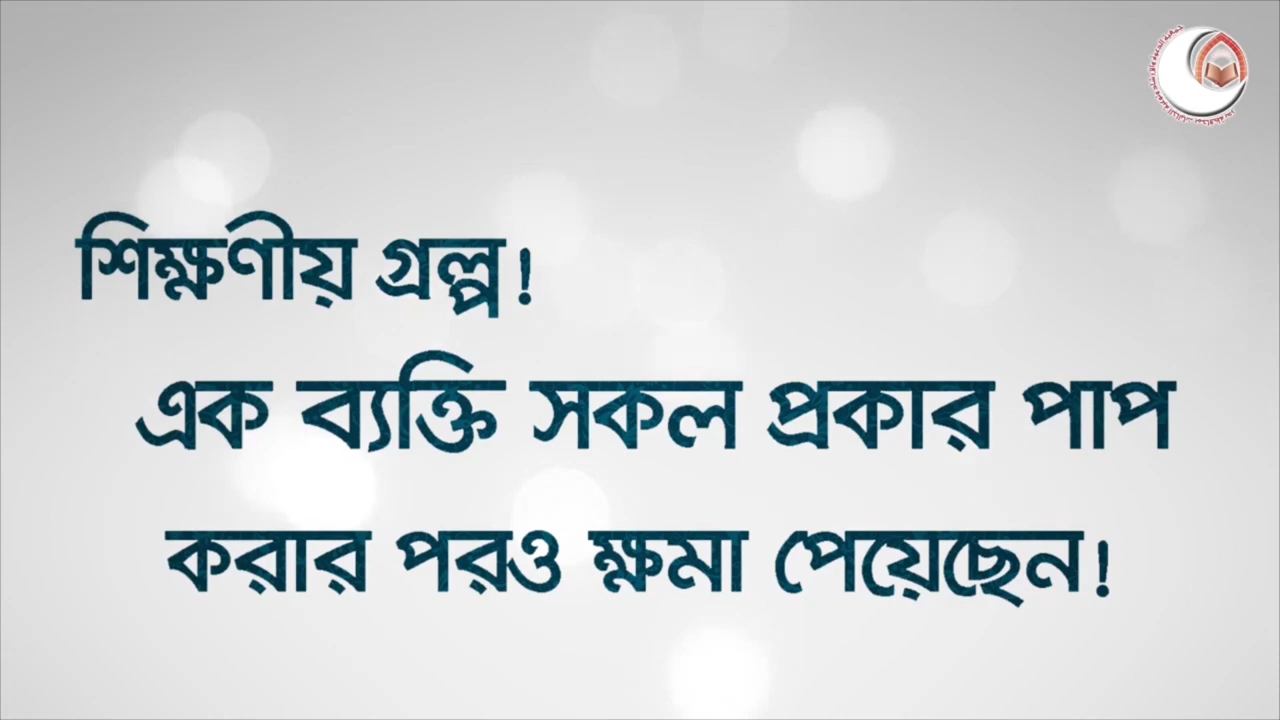 শিক্ষণীয় গল্প!
এক ব্যক্তি সকল প্রকার পাপ
করার পরও ক্ষমা পেয়েছেন!